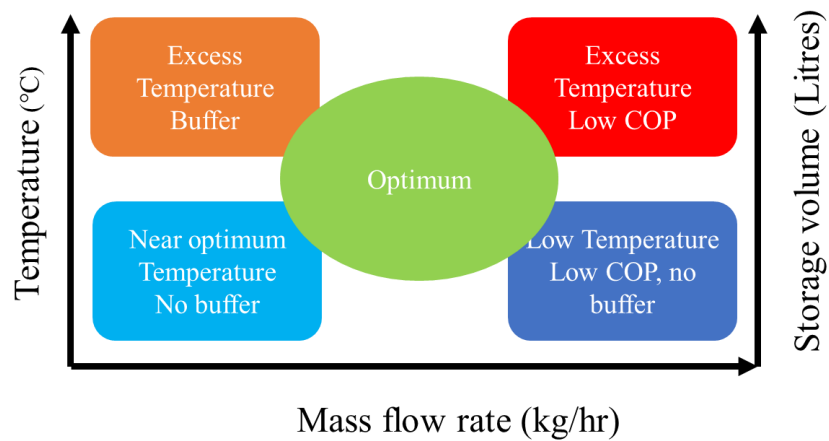 Temperature (°C)
Excess
Temperature
Buffer
Excess
Temperature
Low COP
Optimum
Near optimum
Temperature
No buffer
Low Temperature
Low COP, no
buffer
Storage volume (Litres)
Mass flow rate (kg/hr)